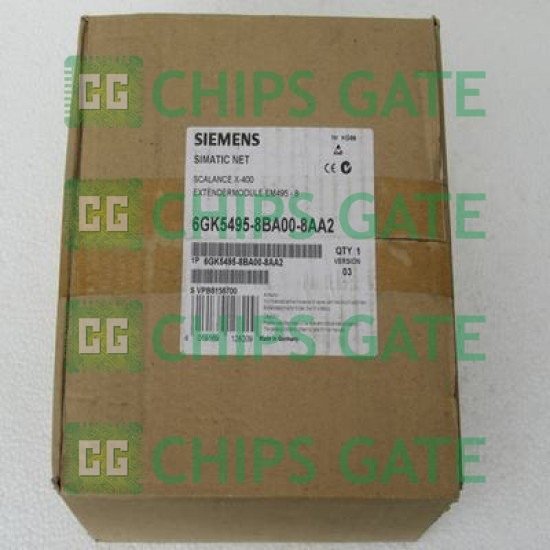 CG CHIPS GATE
SIEMENS
SIMATIC NET
SCALANCE X-400
EXTENDERMODULE EM495 - 8
6GK5495-8BA00-8AA2
QTY 1
1P 6GK5495-8BA00-8AA2
VERSION
03
CG CHIPS GATE
S VPB8156700
Made in Germany
CG CHIPS GATE
CG CHIPS GATE